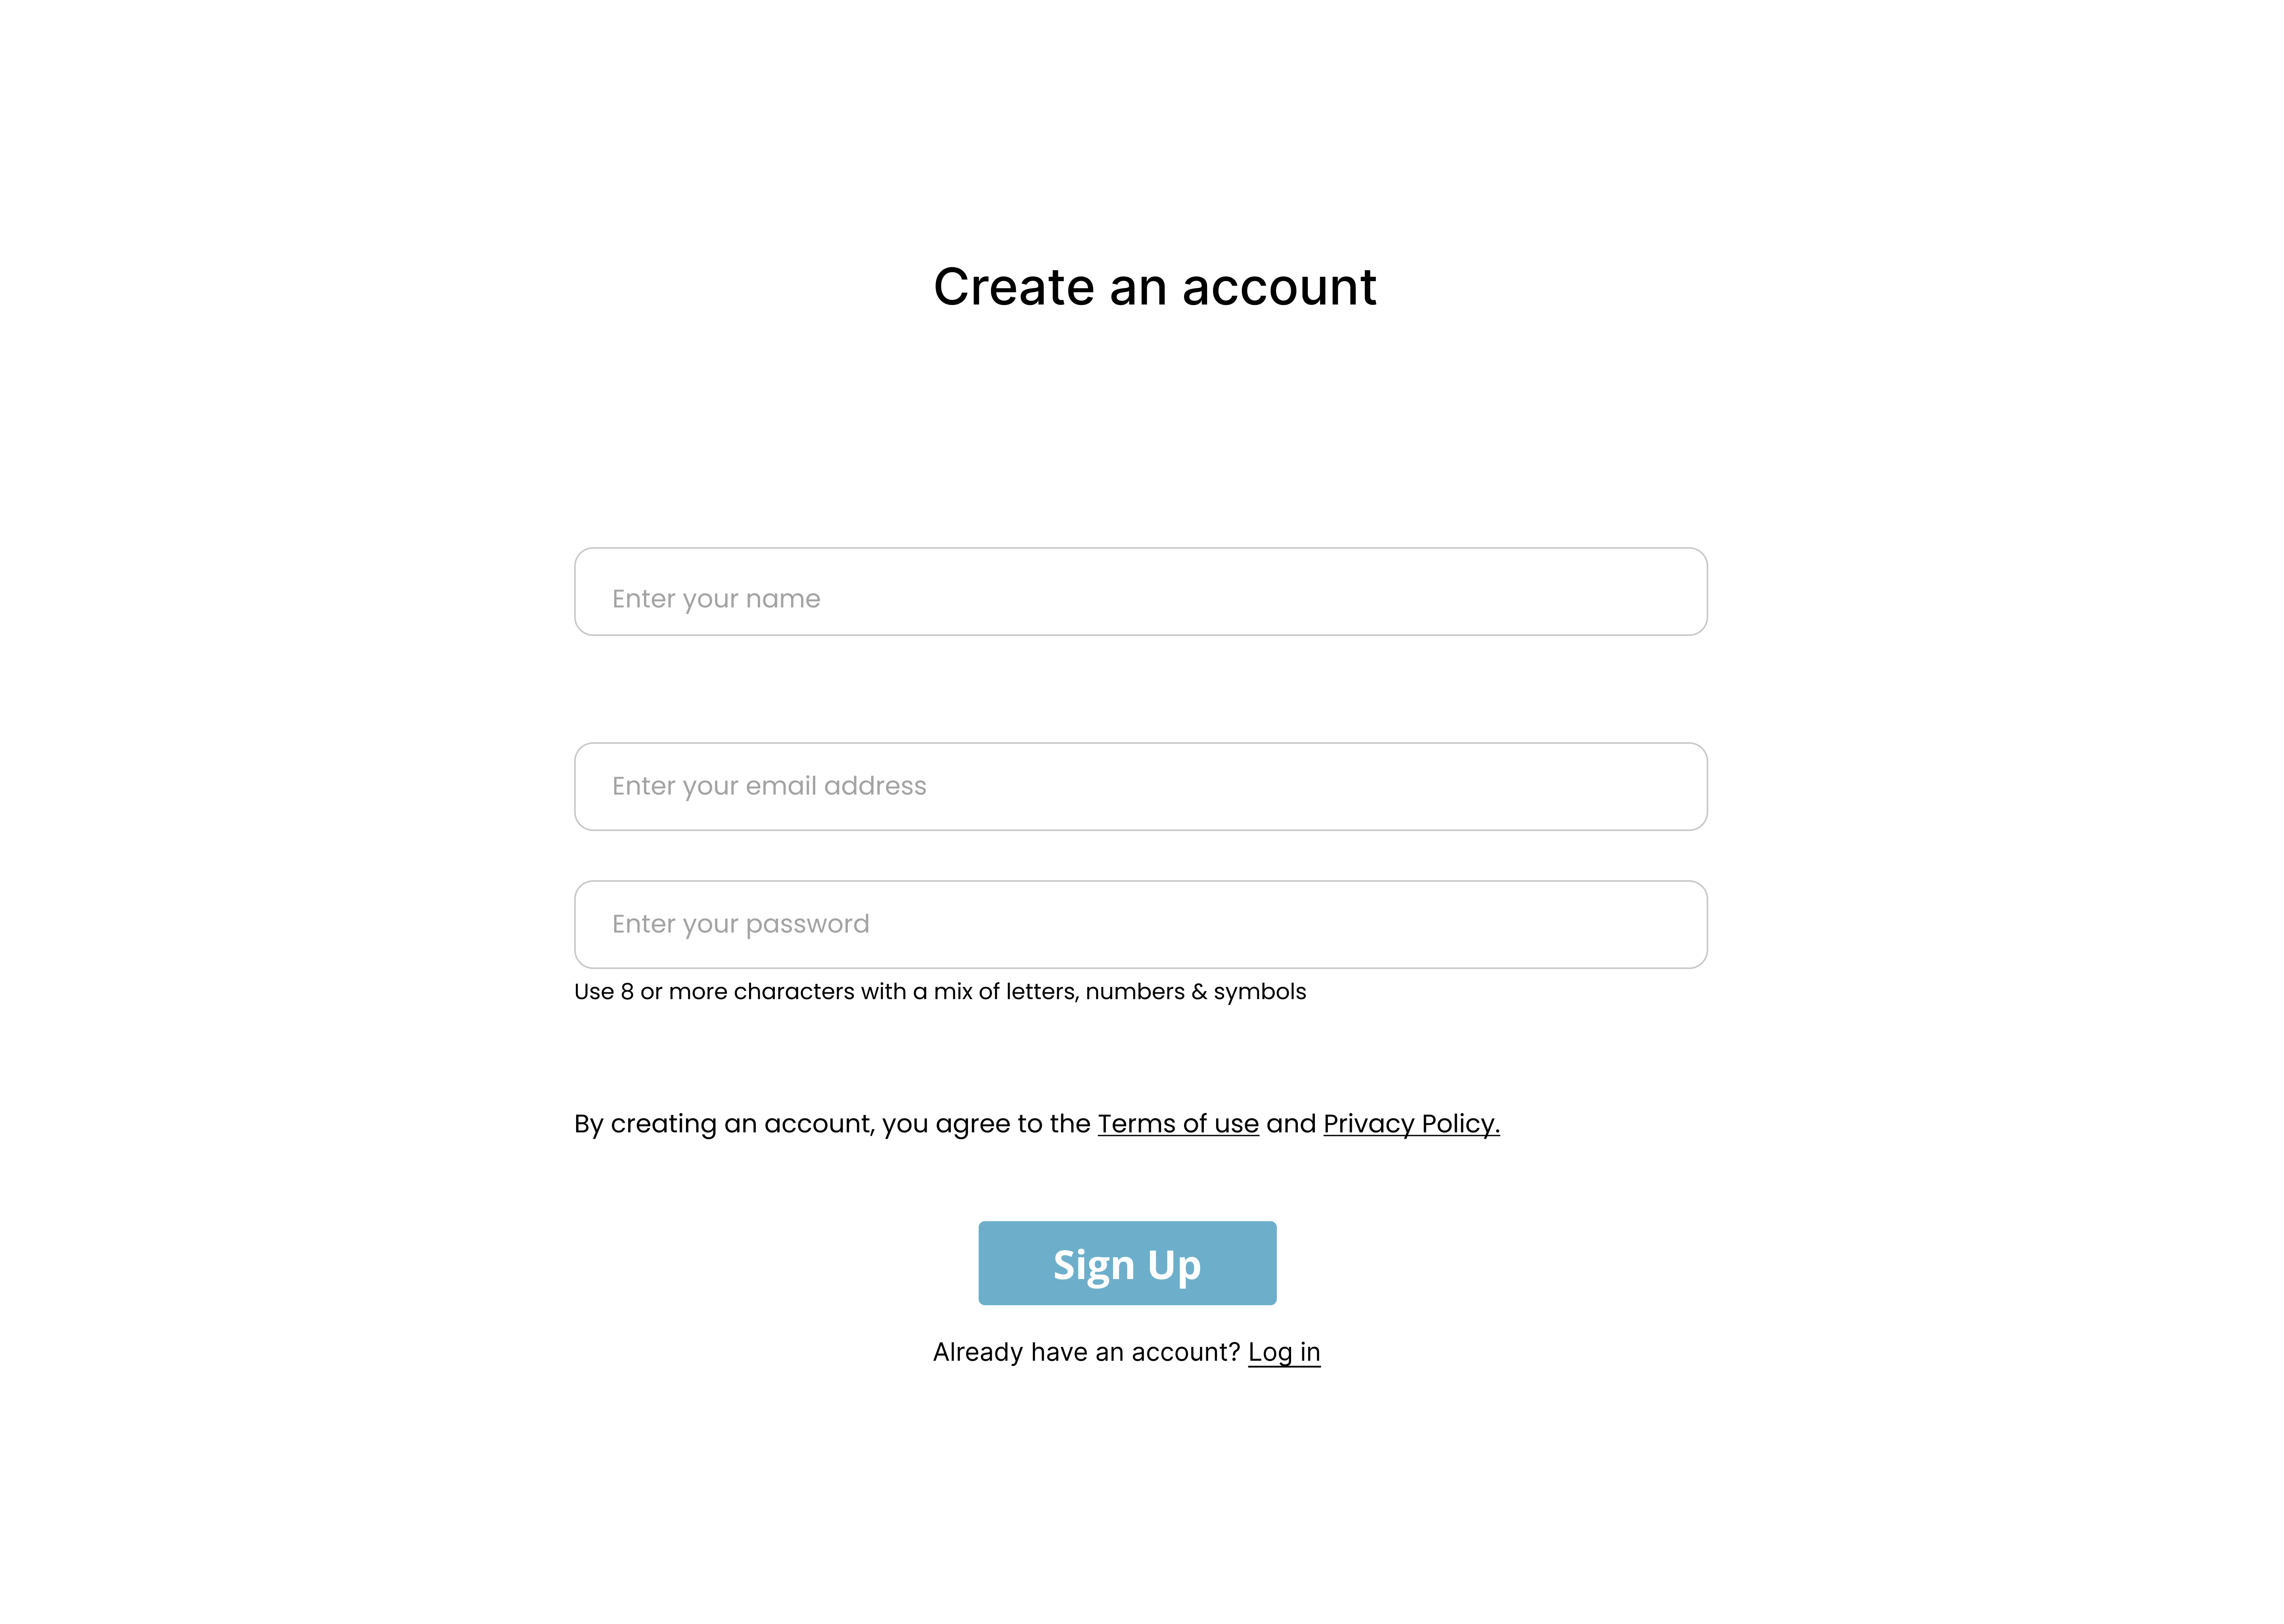 Create an account
Enter your name
Enter your email address
Enter your password
Use 8 or more characters with a mix of letters, numbers & symbols
By creating an account, you agree to the Terms of use and Privacy Policy.
Sign Up
Already have an account? Log in